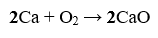 2Ca + O₂ → 2CaO